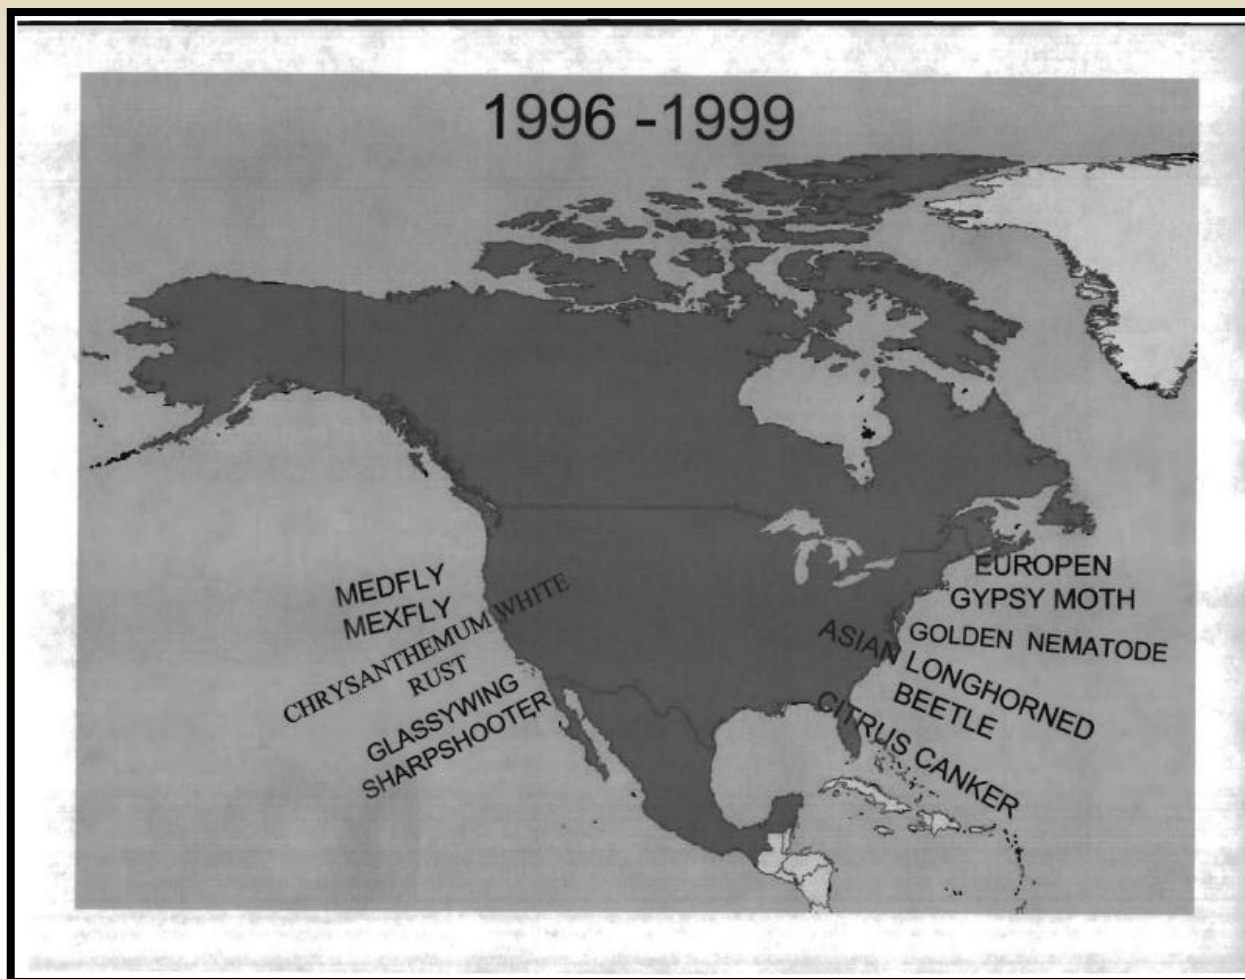 1996 -1999
MEDFLY
MEXFLY
CHRYSANTHEMUM WHITE
RUST
GLASSYWING
SHARPSHOOTER
EUROPEN
GYPSY MOTH
GOLDEN NEMATODE
ASIAN LONGHORNED
BEETLE
CITRUS CANKER